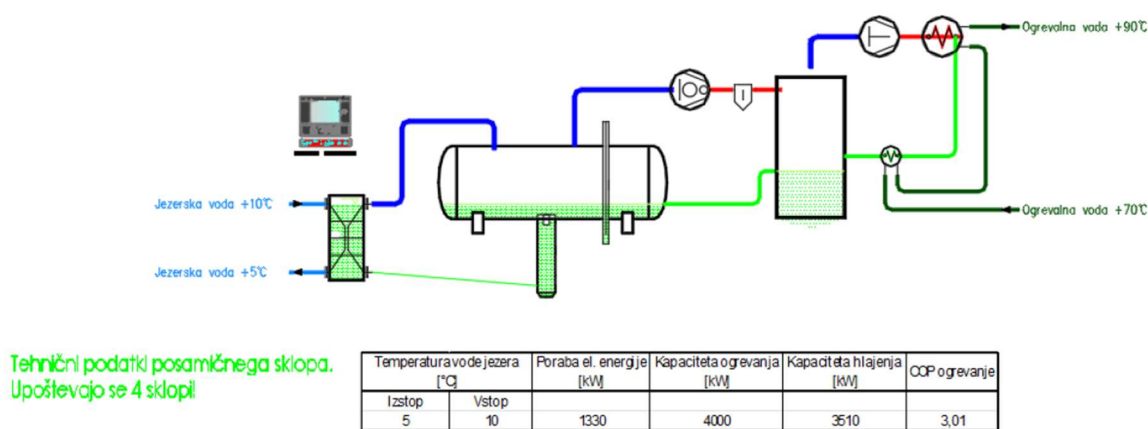 Ogrevalna voda +90℃
Jezerska voda +10℃
Ogrevalna voda +70℃
Jezerska voda +5℃
Tehnični podatki posamičnega sklopa.
Upoštevajo se 4 sklopi!
Temperatura vode jezera [°C] Poraba el. energije [kW] Kapaciteta ogrevanja [kW] Kapaciteta hlajenja [kW] COP ogrevanje
Izstop Vstop
5 10 1330 4000 3510 3,01